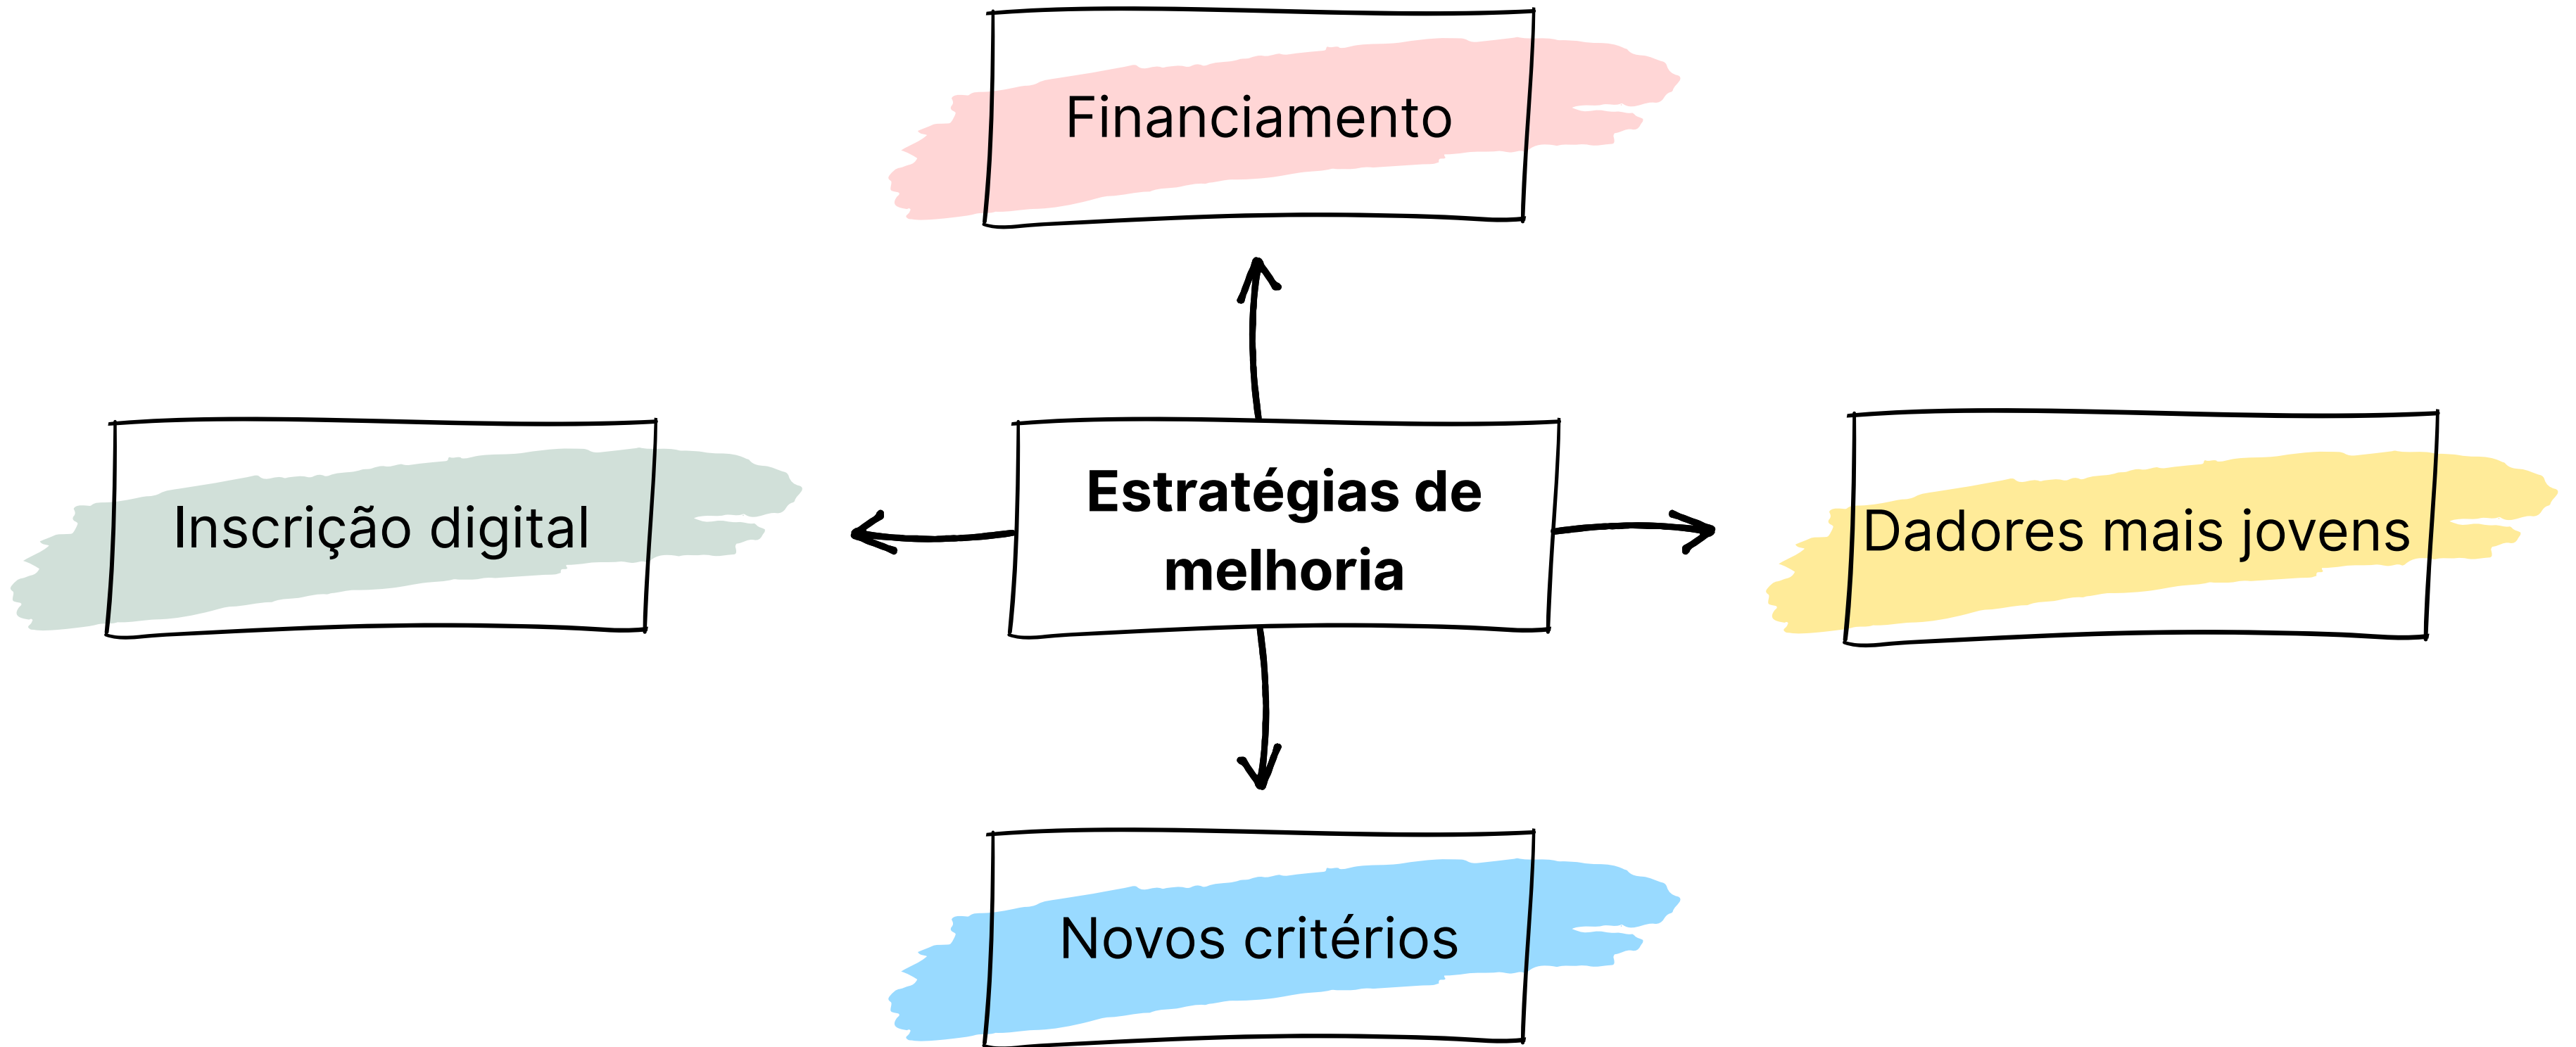 Financiamento
Inscrição digital
Estratégias de
melhoria
Dadores mais jovens
Novos critérios